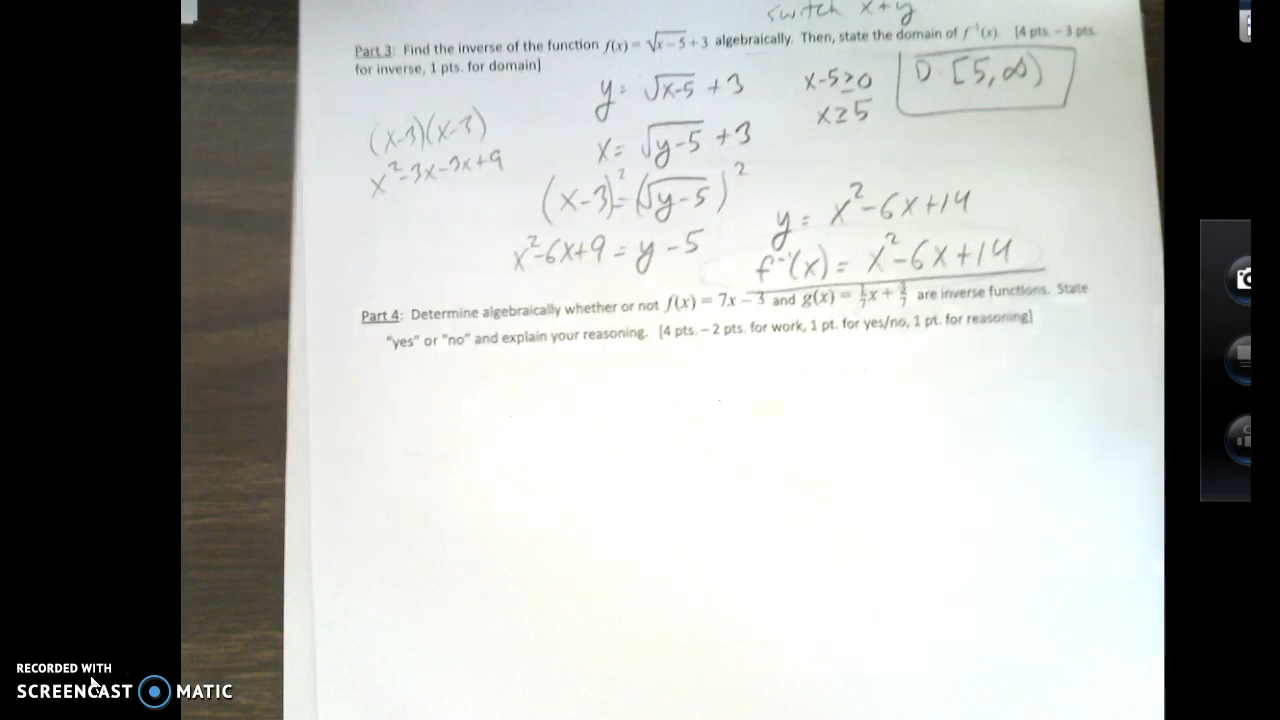 switch x + y
Part 3: Find the inverse of the function f(x) = √x − 5 + 3 algebraically. Then, state the domain of f⁻¹(x). [4 pts. – 3 pts.
for inverse, 1 pts. for domain]
y = √x-5 + 3
x-5≥0
D [5,∞)
x≥5
(x-3)(x-3)
x = √y-5 + 3
x²-3x-3x+9
(x-3)² = (√y-5)²
y = x²-6x+14
x²-6x+9 = y-5
f⁻¹(x) = x²-6x+14
Part 4: Determine algebraically whether or not f(x) = 7x − 3 and g(x) = 1/7x + 3/7 are inverse functions. State
"yes" or "no" and explain your reasoning. [4 pts. – 2 pts. for work, 1 pt. for yes/no, 1 pt. for reasoning]
RECORDED WITH
SCREENCAST MATIC